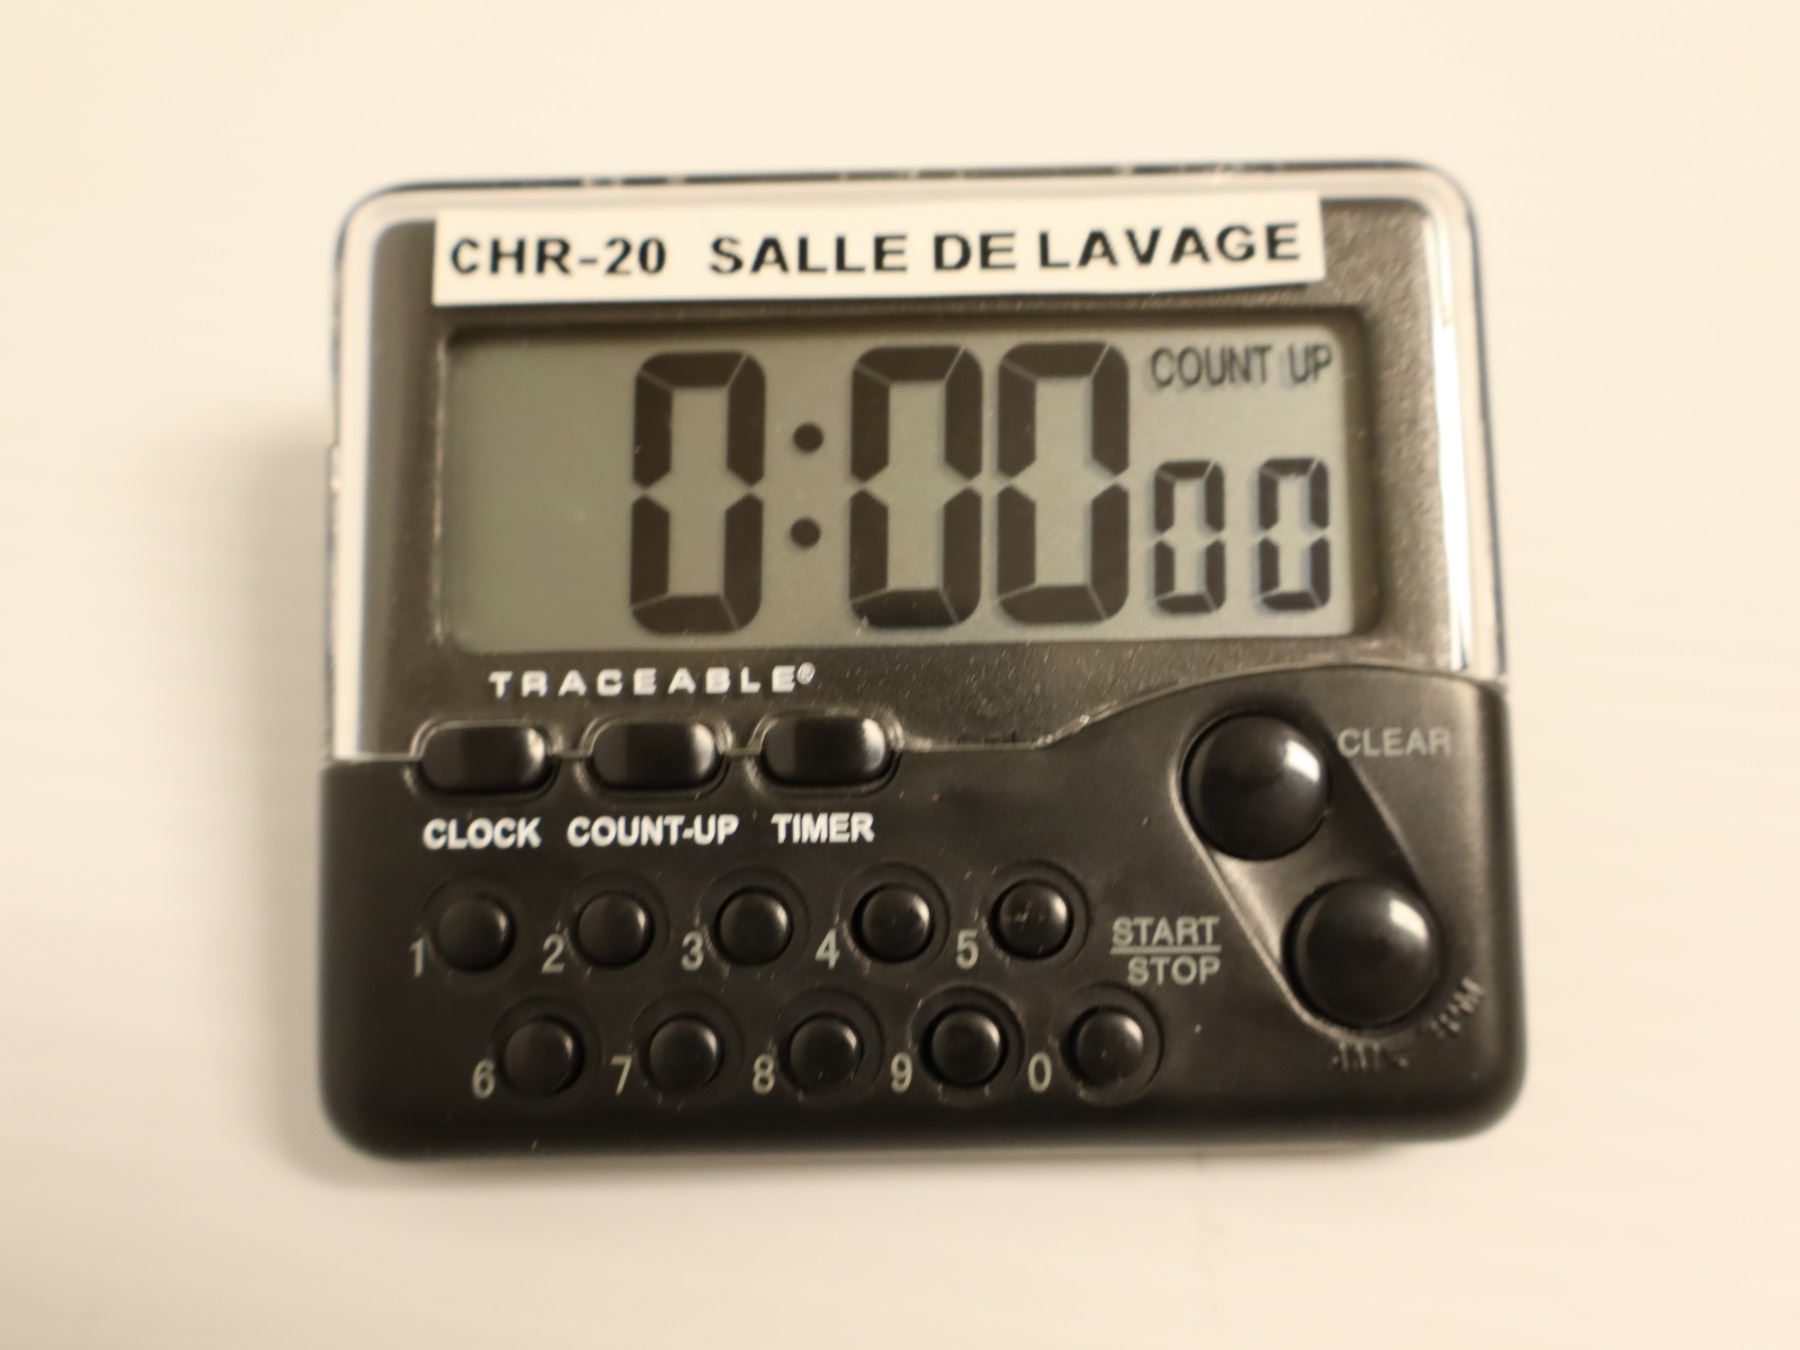 CHR-20 SALLE DE LAVAGE
COUNT UP
0:00 00
TRACEABLE®
CLOCK COUNT-UP TIMER
CLEAR
1 2 3 4 5
START
STOP
6 7 8 9 0